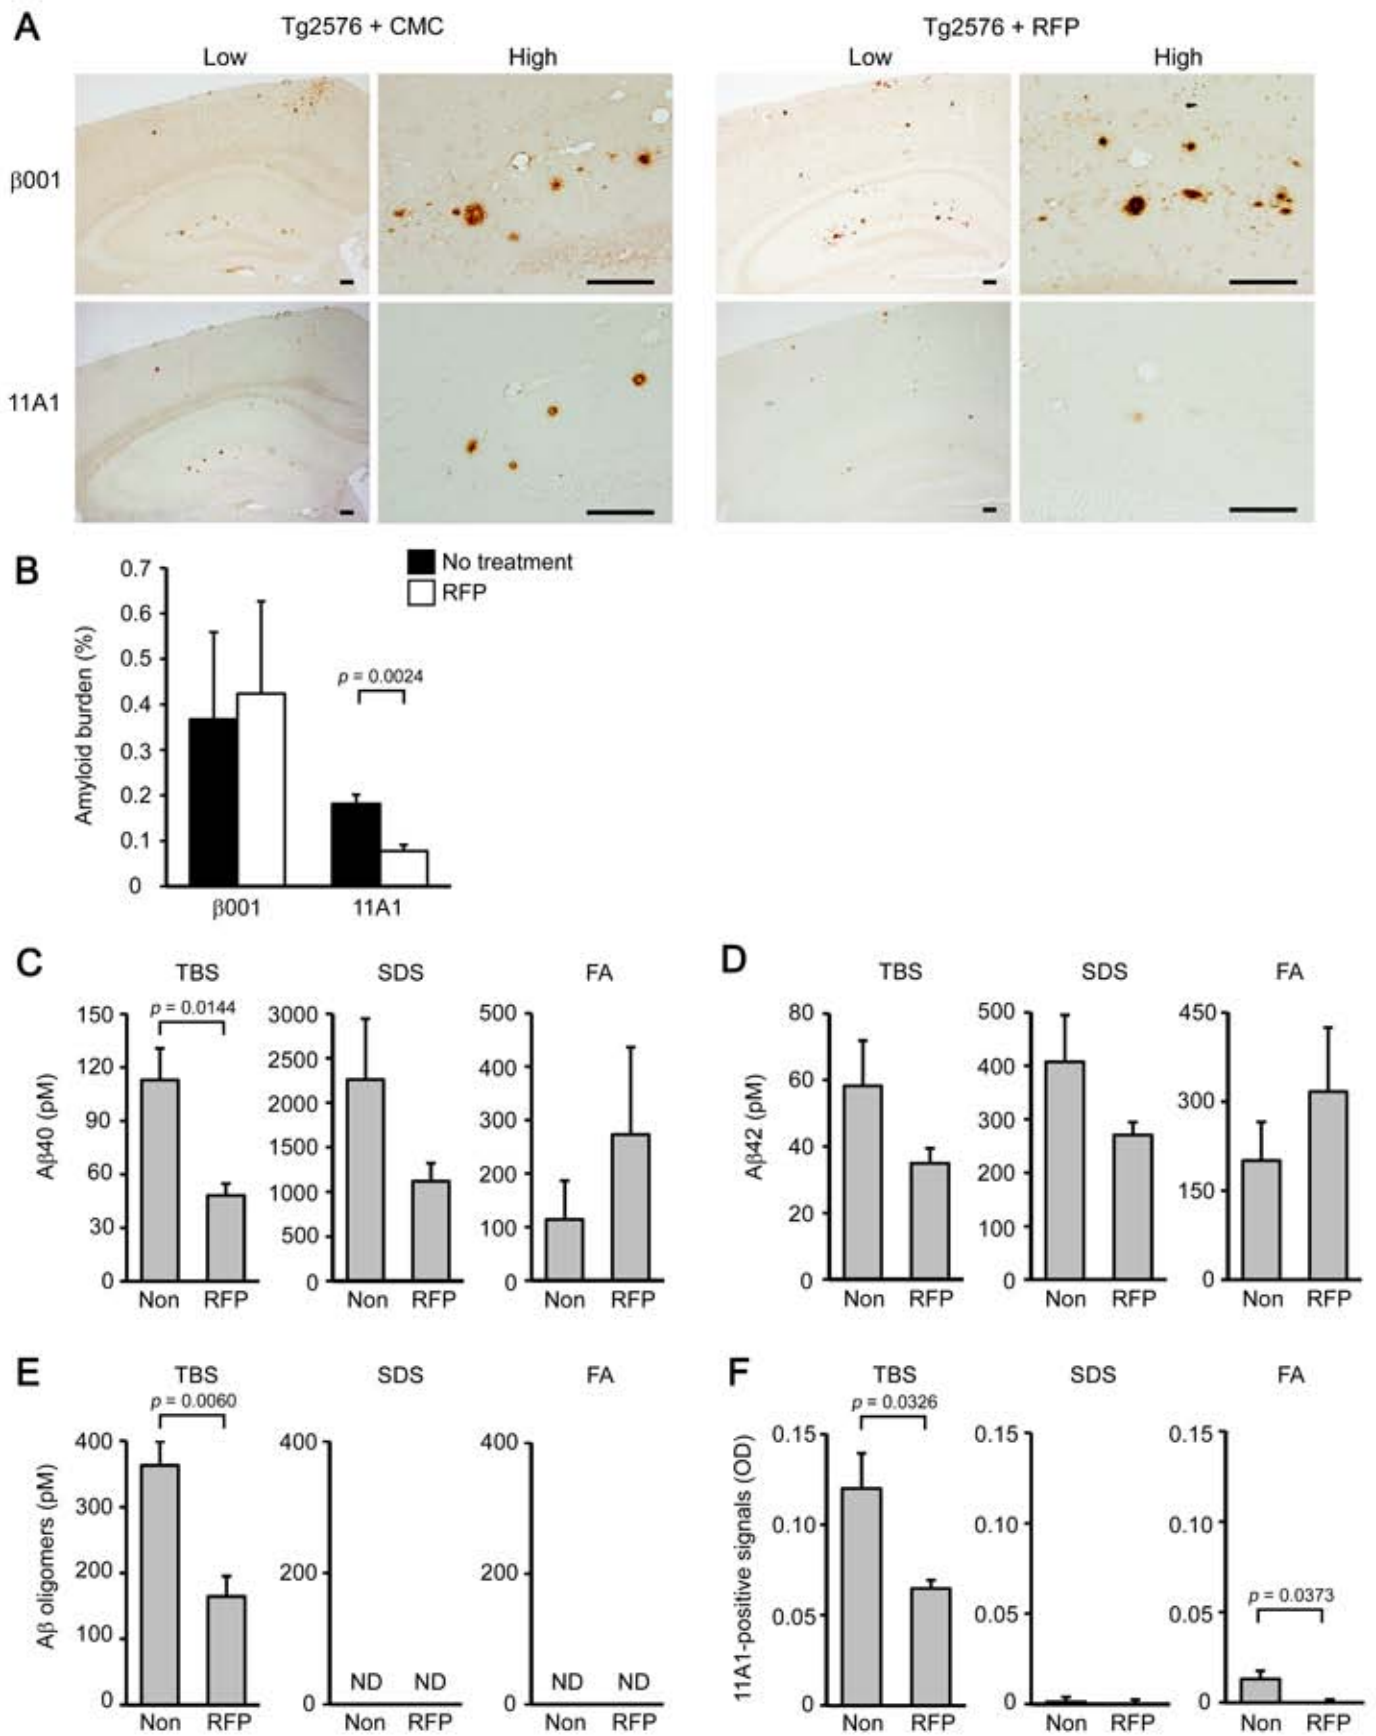 A
Tg2576 + CMC
Tg2576 + RFP
Low
High
Low
High
β001
11A1
B
No treatment
RFP
Amyloid burden (%)
0.7
0.6
0.5
0.4
0.3
0.2
0.1
0
p = 0.0024
β001
11A1
C
TBS
SDS
FA
Aβ40 (pM)
p = 0.0144
150
120
90
60
30
0
Non RFP
3000
2500
2000
1500
1000
500
0
Non RFP
500
400
300
200
100
0
Non RFP
D
TBS
SDS
FA
Aβ42 (pM)
80
60
40
20
0
Non RFP
500
400
300
200
100
0
Non RFP
450
300
150
0
Non RFP
E
TBS
SDS
FA
Aβ oligomers (pM)
p = 0.0060
400
300
200
100
0
Non RFP
400
200
0
ND ND
Non RFP
400
200
0
ND ND
Non RFP
F
TBS
SDS
FA
11A1-positive signals (OD)
p = 0.0326
0.15
0.10
0.05
0
Non RFP
0.15
0.10
0.05
0
Non RFP
0.15
0.10
0.05
0
p = 0.0373
Non RFP